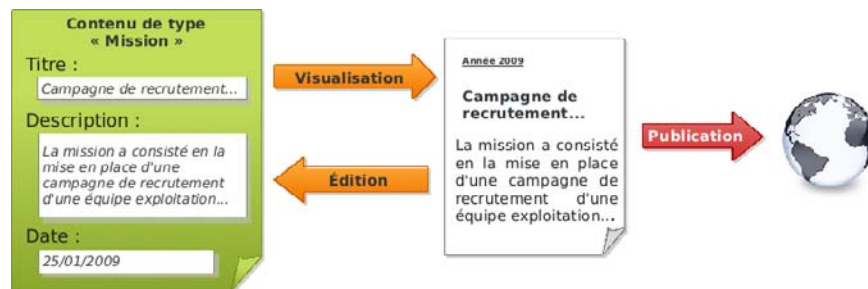 Contenu de type
« Mission »
Titre :
Campagne de recrutement...
Description :
La mission a consisté en la
mise en place d'une
campagne de recrutement
d'une équipe exploitation...
Date :
25/01/2009
Visualisation
Édition
Année 2009
Campagne de
recrutement...
La mission a consisté
en la mise en place
d'une campagne de
recrutement d'une
équipe exploitation...
Publication